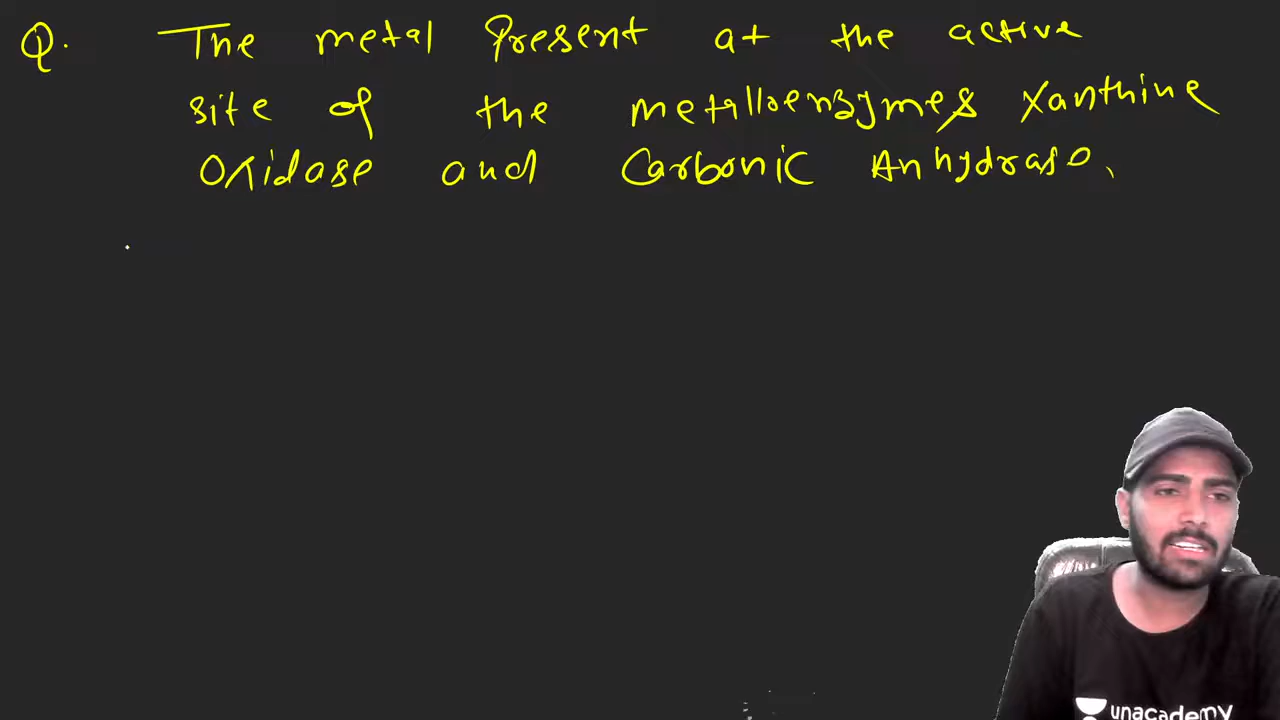 Q. The metal Present at the active
site of the metalloenzymes Xanthine
Oxidase and Carbonic Anhydrase,
unacademy